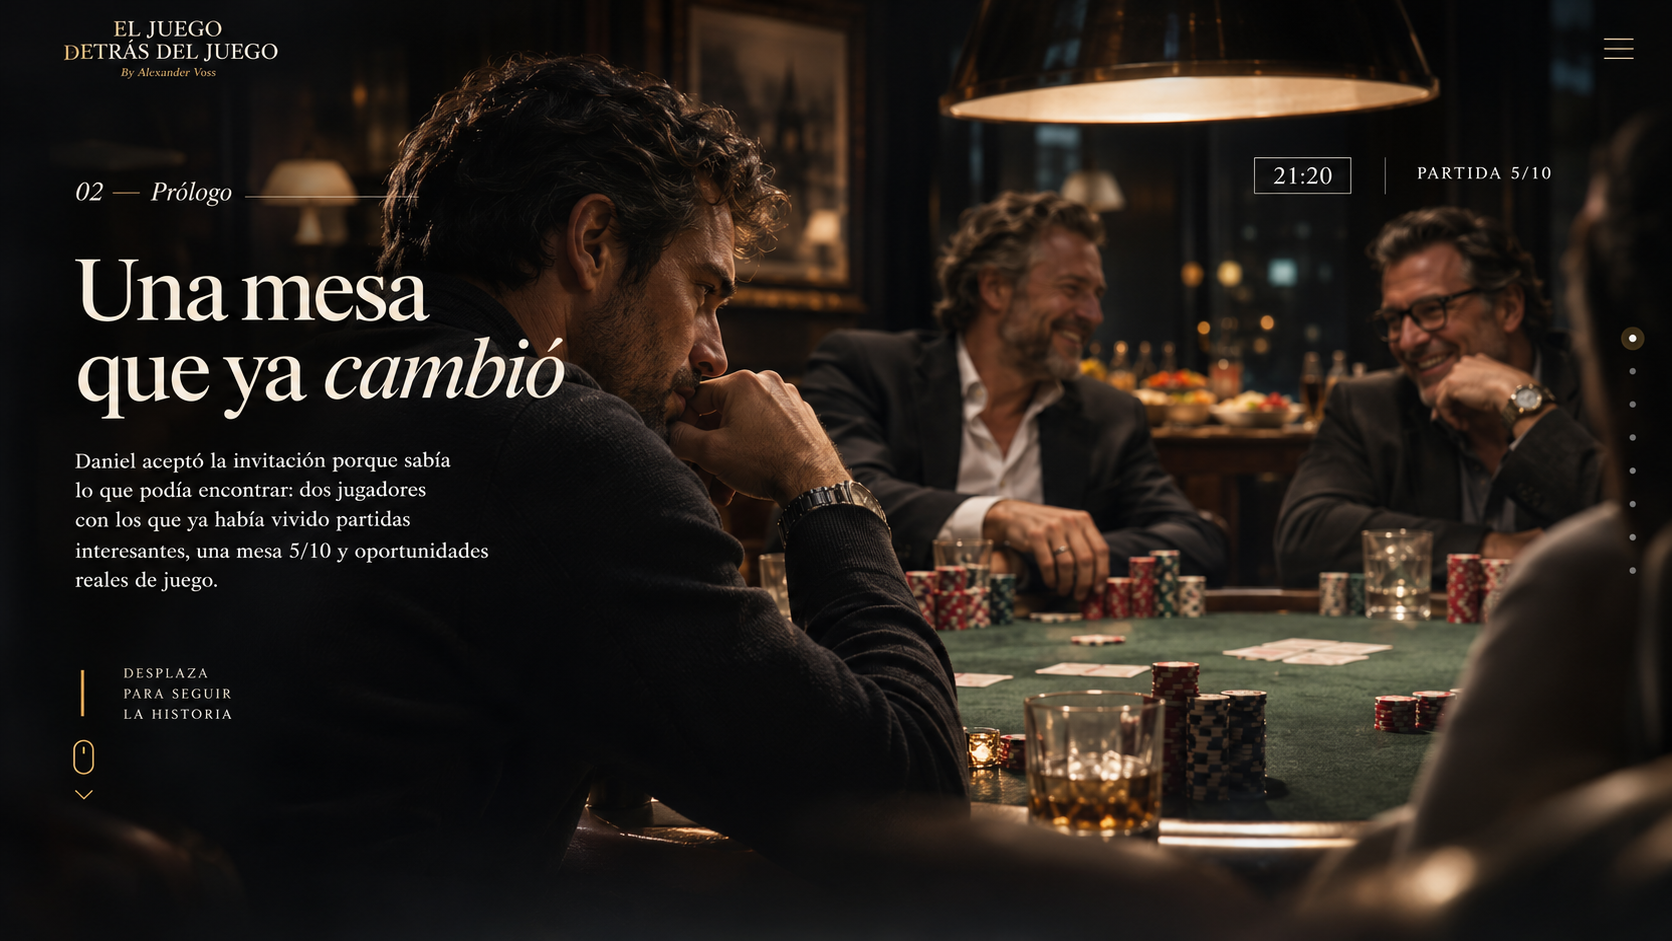 EL JUEGO
DETRÁS DEL JUEGO
By Alexander Voss
21:20
PARTIDA 5/10
02 — Prólogo
Una mesa
que ya cambió
Daniel aceptó la invitación porque sabía
lo que podía encontrar: dos jugadores
con los que ya había vivido partidas
interesantes, una mesa 5/10 y oportunidades
reales de juego.
DESPLAZA
PARA SEGUIR
LA HISTORIA